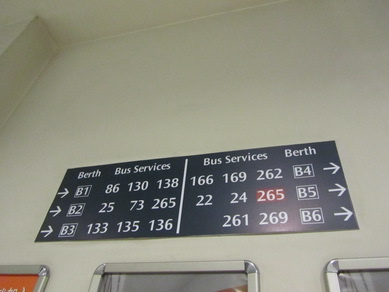 Berth Bus Services
B1 86 130 138
B2 25 73 265
B3 133 135 136
Bus Services Berth
166 169 262 B4
22 24 265 B5
261 269 B6